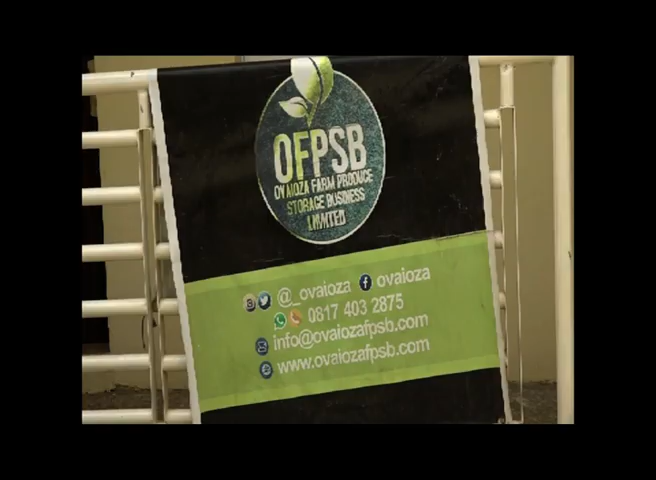 OFPSB
OVAIOZA FARM PRODUCE
STORAGE BUSINESS
LIMITED
@_ovaioza ovaioza
0817 403 2875
info@ovaiozafpsb.com
www.ovaiozafpsb.com